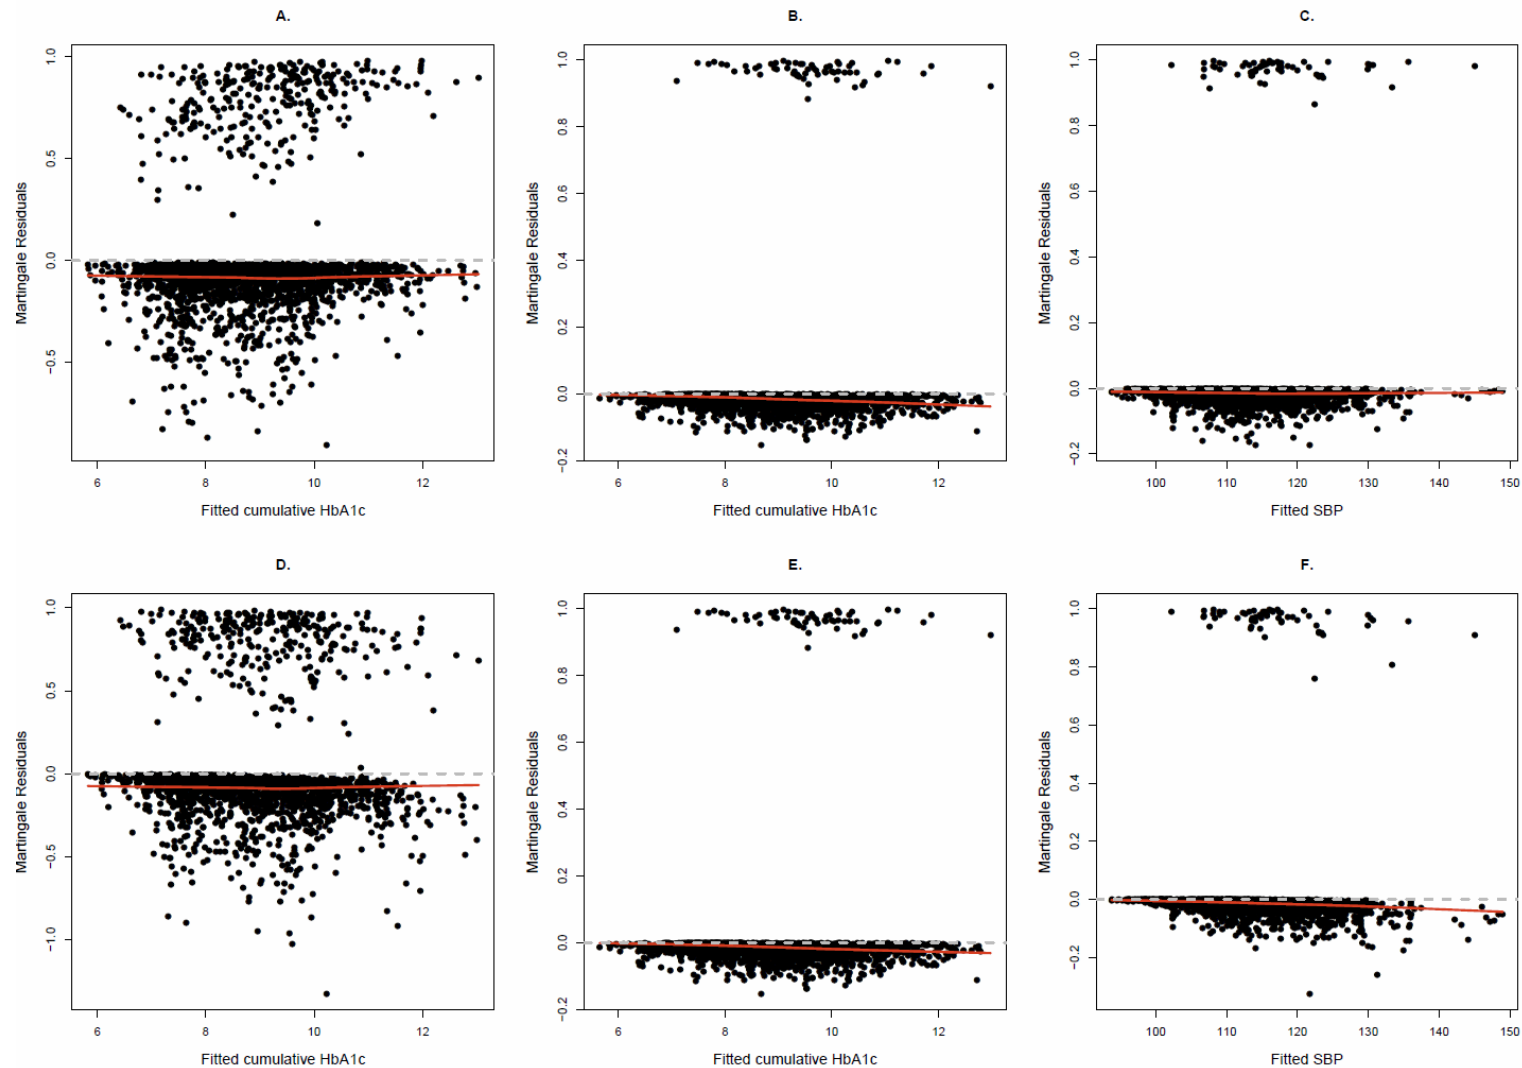 A.
B.
C.
Martingale Residuals
1.0
0.5
0.0
−0.5
6 8 10 12
Fitted cumulative HbA1c
Martingale Residuals
1.0
0.8
0.6
0.4
0.2
0.0
−0.2
6 8 10 12
Fitted cumulative HbA1c
Martingale Residuals
1.0
0.8
0.6
0.4
0.2
0.0
−0.2
100 110 120 130 140 150
Fitted SBP
D.
E.
F.
Martingale Residuals
1.0
0.5
0.0
−0.5
−1.0
6 8 10 12
Fitted cumulative HbA1c
Martingale Residuals
1.0
0.8
0.6
0.4
0.2
0.0
−0.2
6 8 10 12
Fitted cumulative HbA1c
Martingale Residuals
1.0
0.8
0.6
0.4
0.2
0.0
−0.2
100 110 120 130 140 150
Fitted SBP